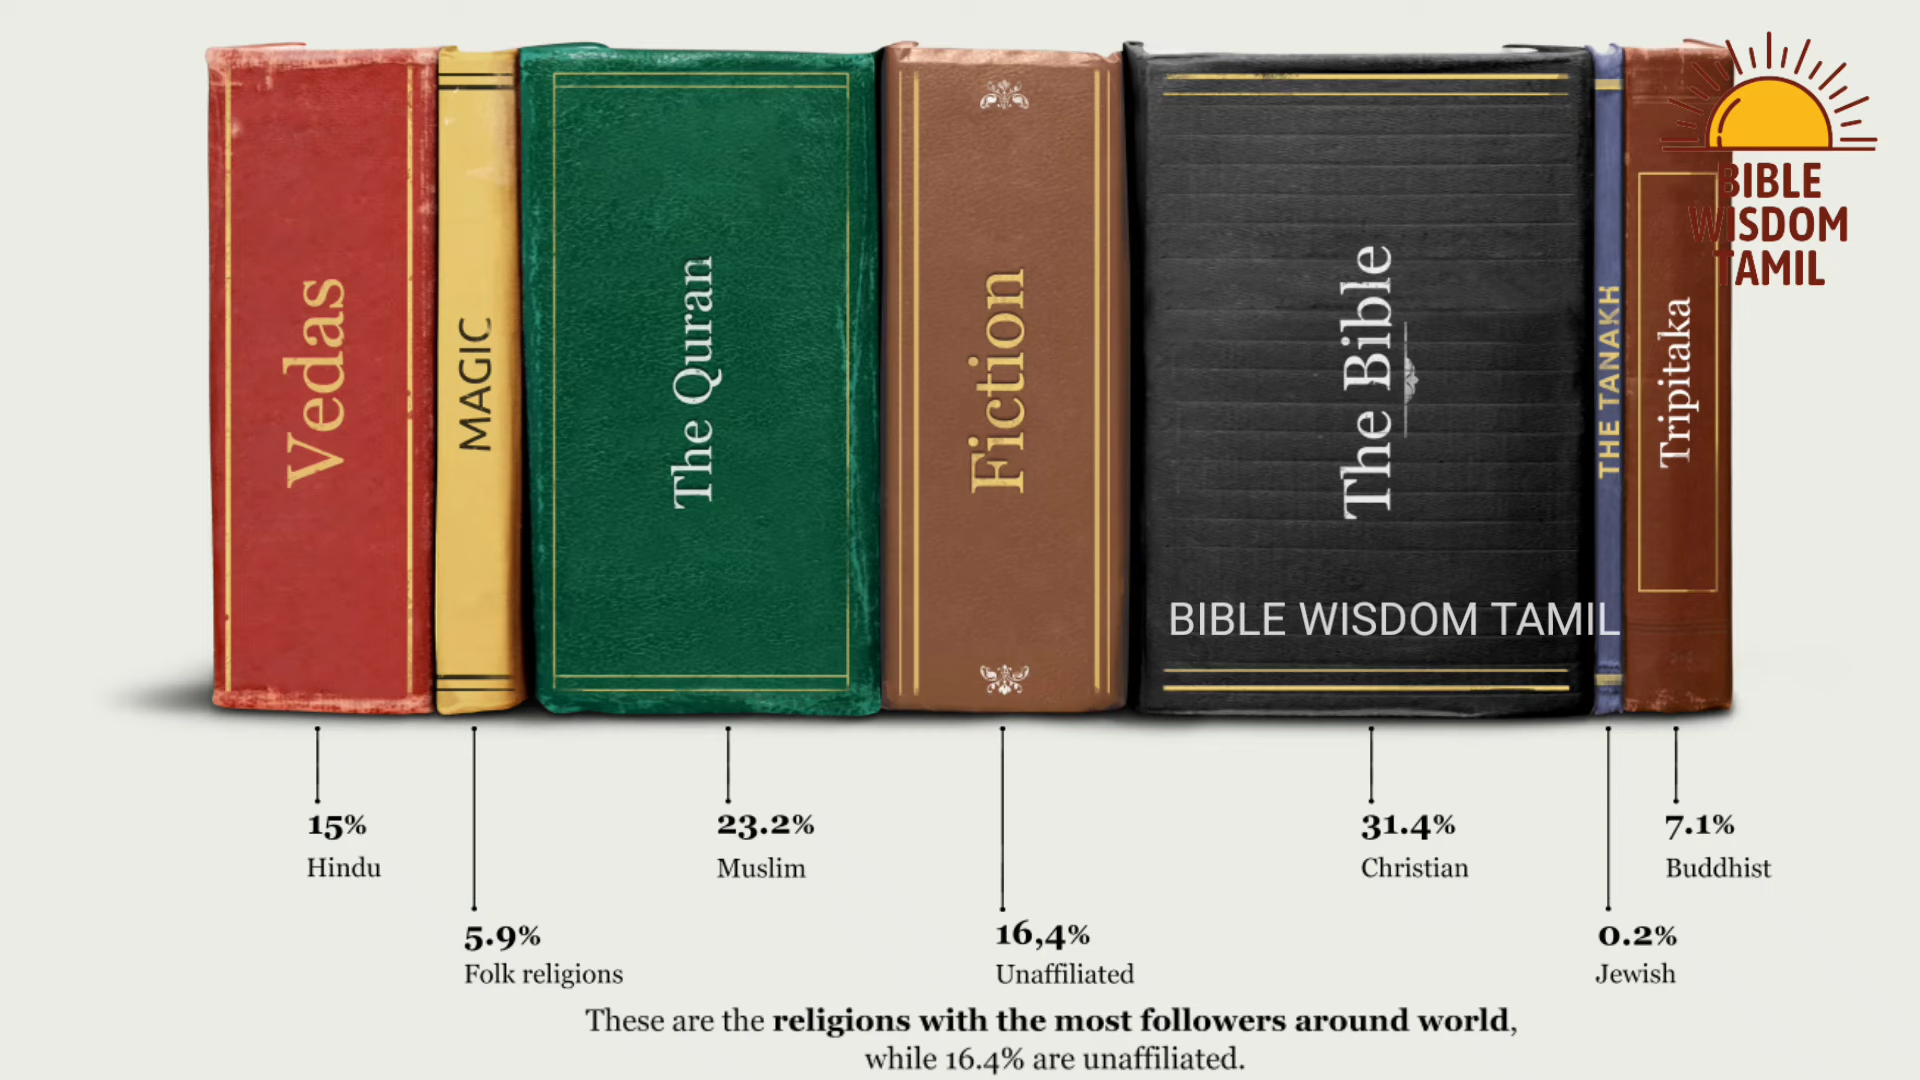 Vedas
MAGIC
The Quran
Fiction
The Bible
THE TANAKH
Tripitaka
BIBLE
WISDOM
TAMIL
BIBLE WISDOM TAMIL
15%
Hindu
23.2%
Muslim
31.4%
Christian
7.1%
Buddhist
5.9%
Folk religions
16,4%
Unaffiliated
0.2%
Jewish
These are the religions with the most followers around world,
while 16.4% are unaffiliated.